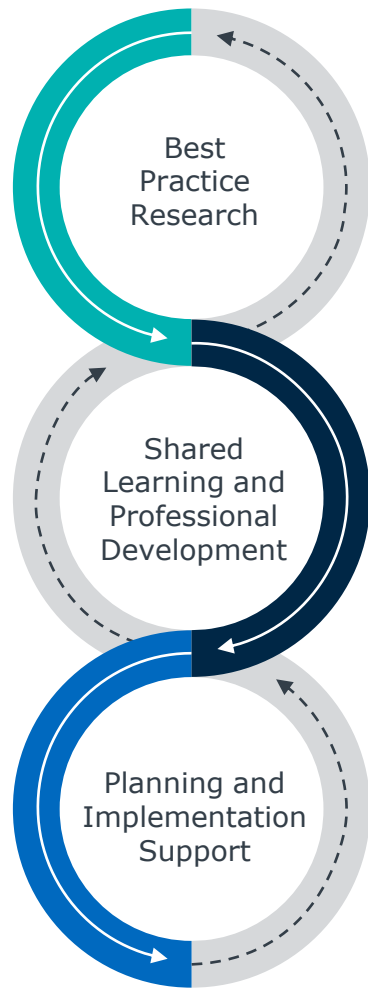 Best
Practice
Research
Shared
Learning and
Professional
Development
Planning and
Implementation
Support